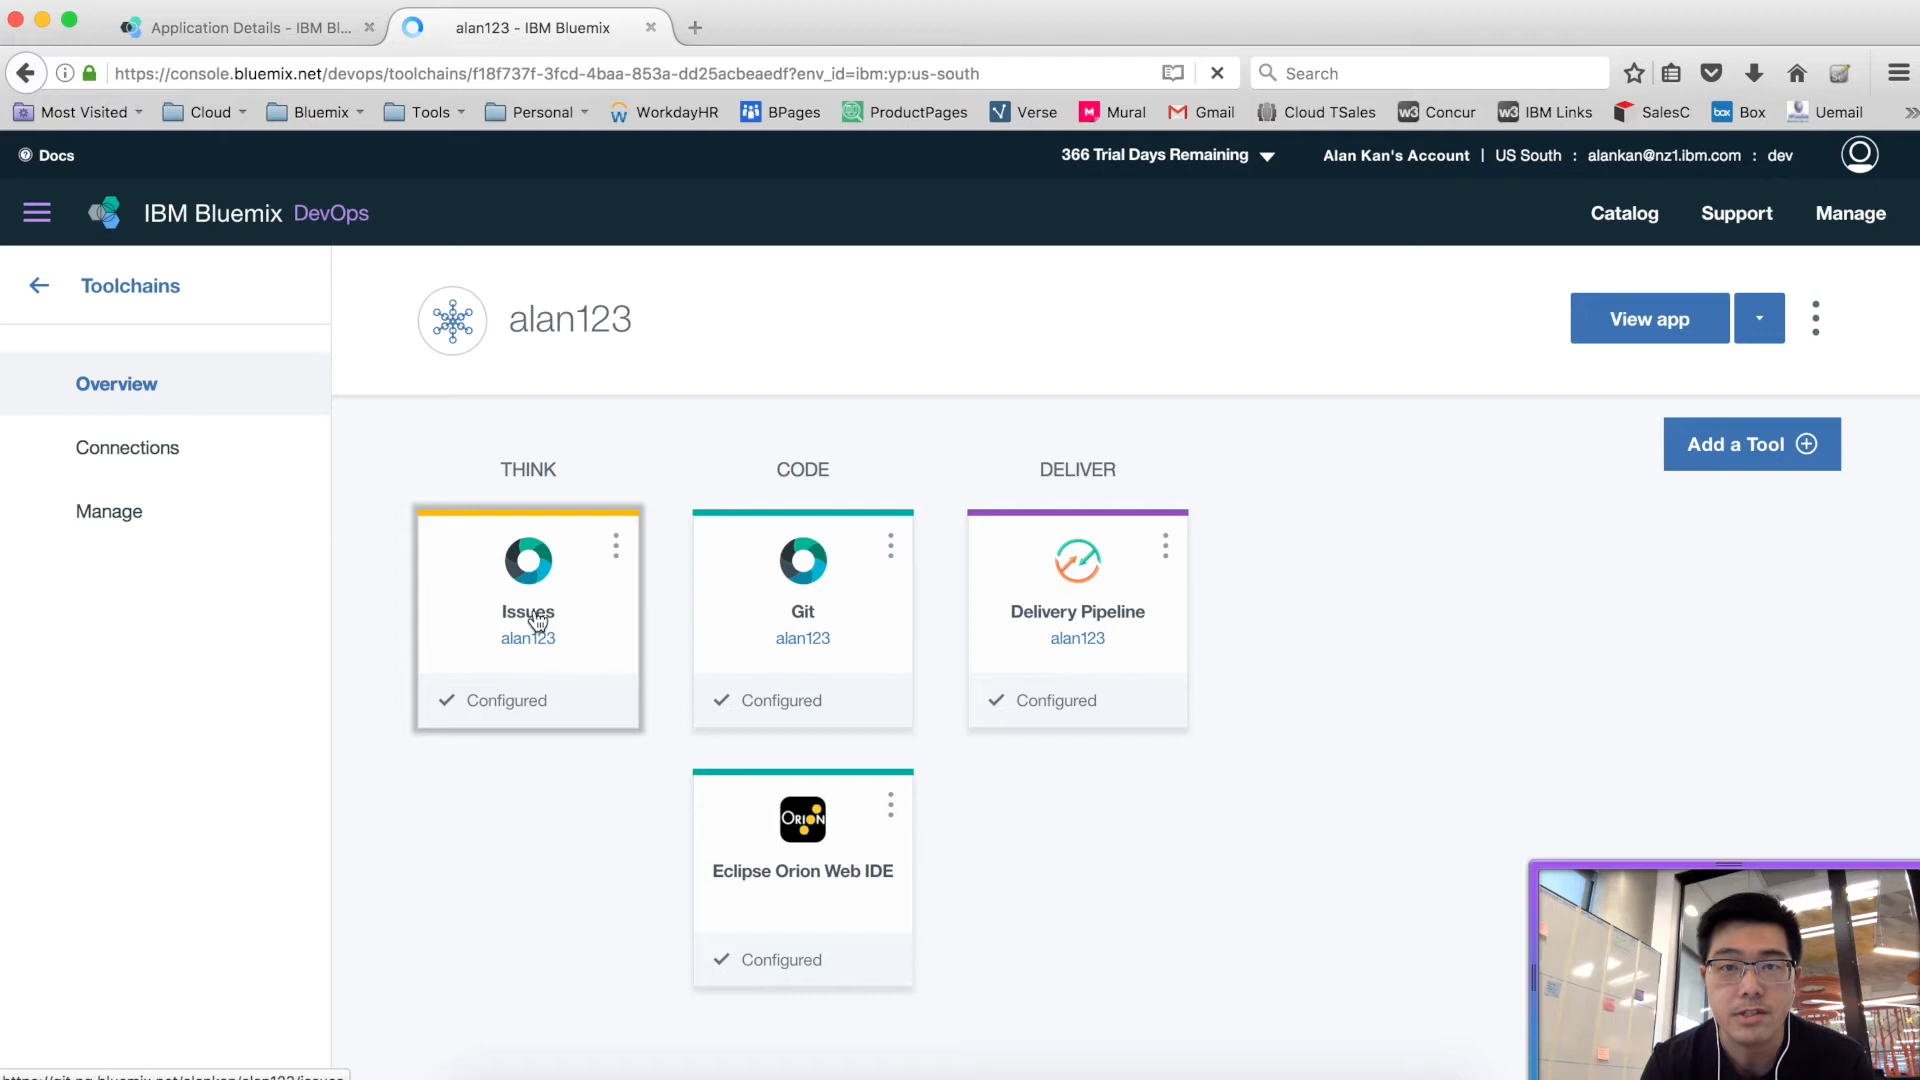 Application Details - IBM Bl...
alan123 - IBM Bluemix
https://console.bluemix.net/devops/toolchains/f18f737f-3fcd-4baa-853a-dd25acbeaedf?env_id=ibm:yp:us-south
Search
Most Visited
Cloud
Bluemix
Tools
Personal
WorkdayHR
BPages
ProductPages
Verse
Mural
Gmail
Cloud TSales
w3 Concur
w3 IBM Links
SalesC
box Box
Uemail
Docs
366 Trial Days Remaining
Alan Kan's Account | US South : alankan@nz1.ibm.com : dev
IBM Bluemix DevOps
Catalog
Support
Manage
Toolchains
alan123
View app
Overview
Connections
Manage
Add a Tool
THINK
CODE
DELIVER
Issues
alan123
Configured
Git
alan123
Configured
Delivery Pipeline
alan123
Configured
ORION
Eclipse Orion Web IDE
Configured